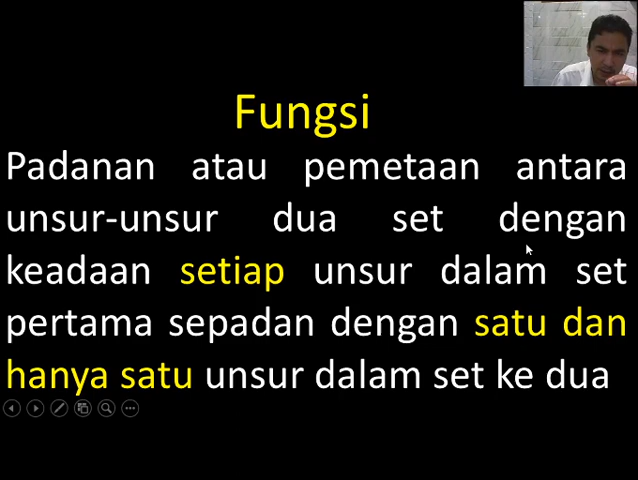 Fungsi
Padanan atau pemetaan antara
unsur-unsur dua set dengan
keadaan setiap unsur dalam set
pertama sepadan dengan satu dan
hanya satu unsur dalam set ke dua